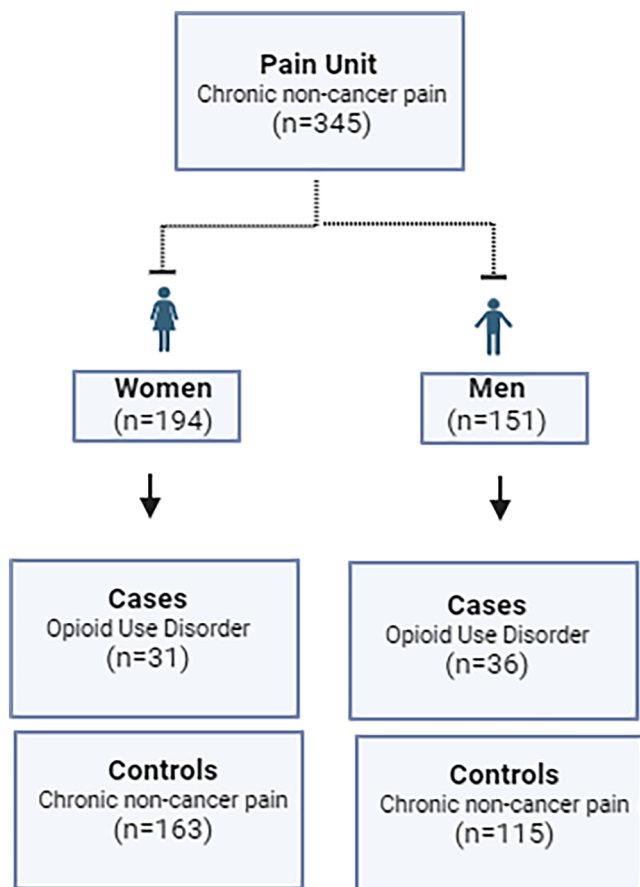 Pain Unit
Chronic non-cancer pain
(n=345)
Women
(n=194)
Men
(n=151)
Cases
Opioid Use Disorder
(n=31)
Cases
Opioid Use Disorder
(n=36)
Controls
Chronic non-cancer pain
(n=163)
Controls
Chronic non-cancer pain
(n=115)